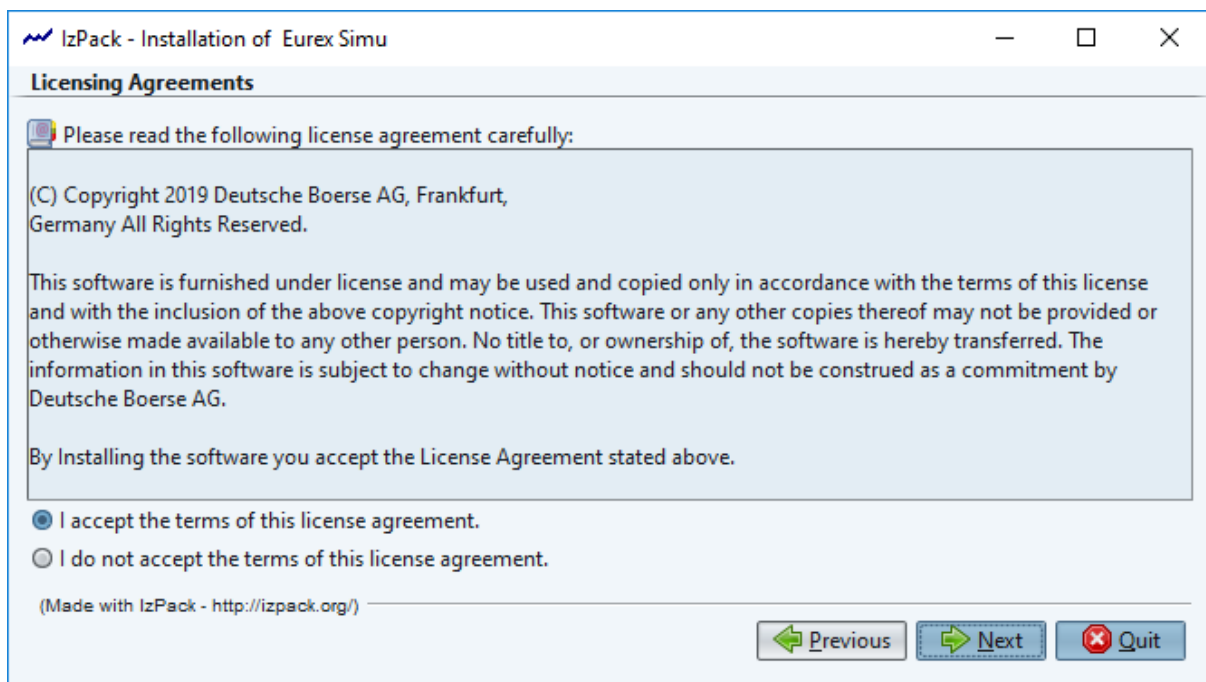 IzPack - Installation of  Eurex Simu
Licensing Agreements
Please read the following license agreement carefully:
(C) Copyright 2019 Deutsche Boerse AG, Frankfurt,
Germany All Rights Reserved.
This software is furnished under license and may be used and copied only in accordance with the terms of this license
and with the inclusion of the above copyright notice. This software or any other copies thereof may not be provided or
otherwise made available to any other person. No title to, or ownership of, the software is hereby transferred. The
information in this software is subject to change without notice and should not be construed as a commitment by
Deutsche Boerse AG.
By Installing the software you accept the License Agreement stated above.
I accept the terms of this license agreement.
I do not accept the terms of this license agreement.
(Made with IzPack - http://izpack.org/)
Previous Next Quit